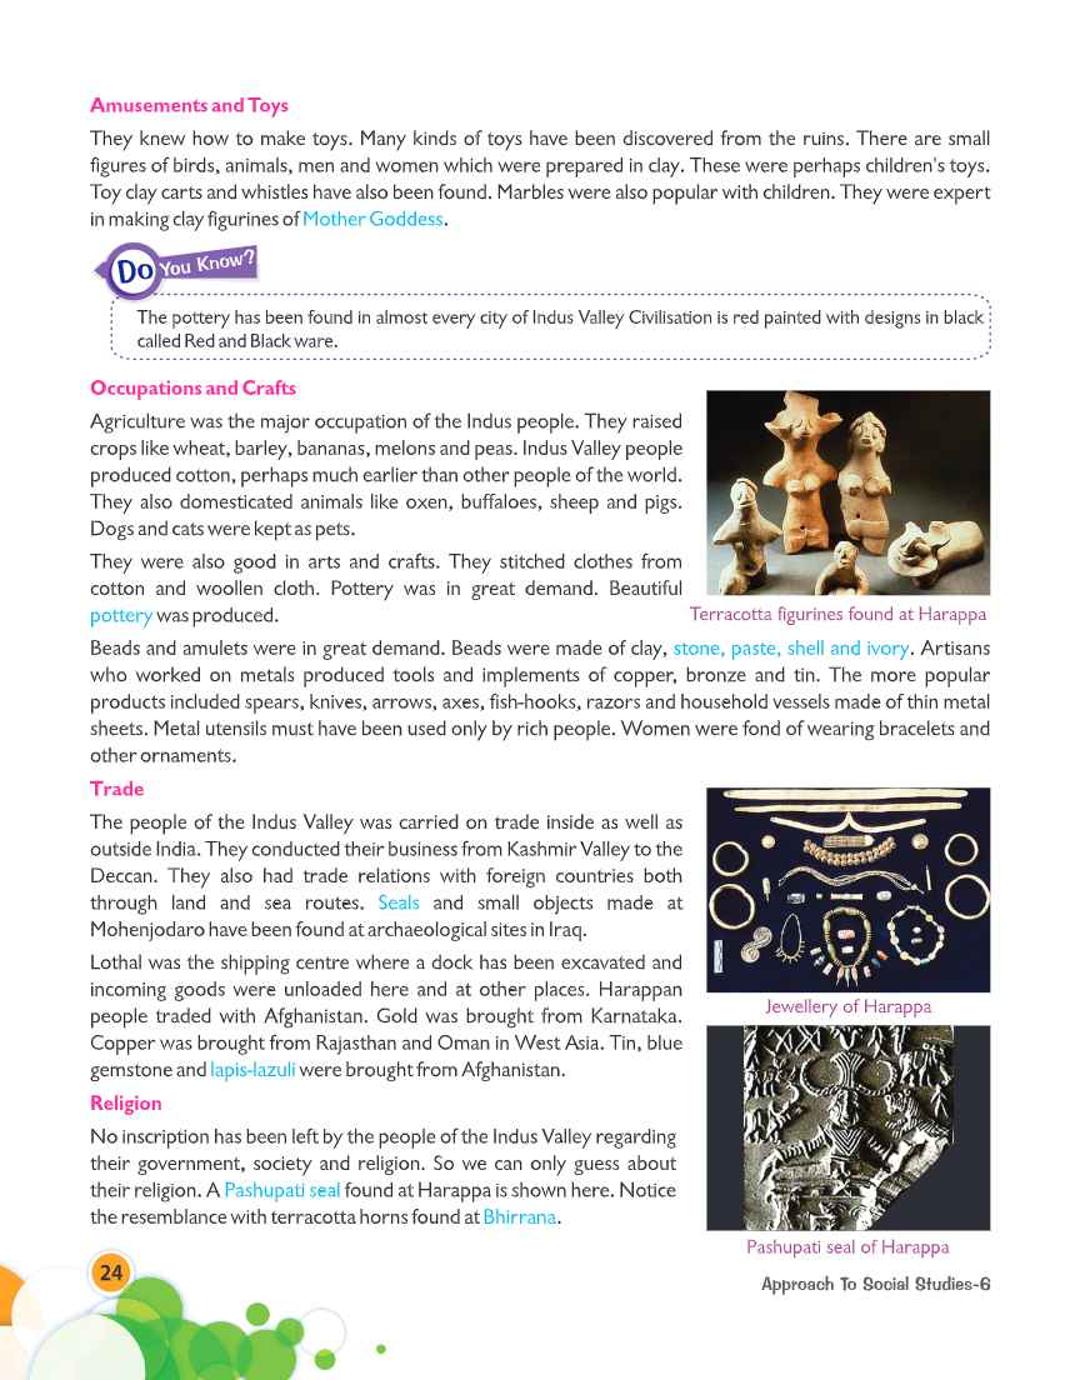 Amusements and Toys
They knew how to make toys. Many kinds of toys have been discovered from the ruins. There are small
figures of birds, animals, men and women which were prepared in clay. These were perhaps children's toys.
Toy clay carts and whistles have also been found. Marbles were also popular with children. They were expert
in making clay figurines of Mother Goddess.
Do You Know?
The pottery has been found in almost every city of Indus Valley Civilisation is red painted with designs in black
called Red and Black ware.
Occupations and Crafts
Agriculture was the major occupation of the Indus people. They raised
crops like wheat, barley, bananas, melons and peas. Indus Valley people
produced cotton, perhaps much earlier than other people of the world.
They also domesticated animals like oxen, buffaloes, sheep and pigs.
Dogs and cats were kept as pets.
They were also good in arts and crafts. They stitched clothes from
cotton and woollen cloth. Pottery was in great demand. Beautiful
pottery was produced.
Terracotta figurines found at Harappa
Beads and amulets were in great demand. Beads were made of clay, stone, paste, shell and ivory. Artisans
who worked on metals produced tools and implements of copper, bronze and tin. The more popular
products included spears, knives, arrows, axes, fish-hooks, razors and household vessels made of thin metal
sheets. Metal utensils must have been used only by rich people. Women were fond of wearing bracelets and
other ornaments.
Trade
The people of the Indus Valley was carried on trade inside as well as
outside India. They conducted their business from Kashmir Valley to the
Deccan. They also had trade relations with foreign countries both
through land and sea routes. Seals and small objects made at
Mohenjodaro have been found at archaeological sites in Iraq.
Lothal was the shipping centre where a dock has been excavated and
incoming goods were unloaded here and at other places. Harappan
people traded with Afghanistan. Gold was brought from Karnataka.
Copper was brought from Rajasthan and Oman in West Asia. Tin, blue
gemstone and lapis-lazuli were brought from Afghanistan.
Jewellery of Harappa
Religion
No inscription has been left by the people of the Indus Valley regarding
their government, society and religion. So we can only guess about
their religion. A Pashupati seal found at Harappa is shown here. Notice
the resemblance with terracotta horns found at Bhirrana.
Pashupati seal of Harappa
24
Approach To Social Studies-6